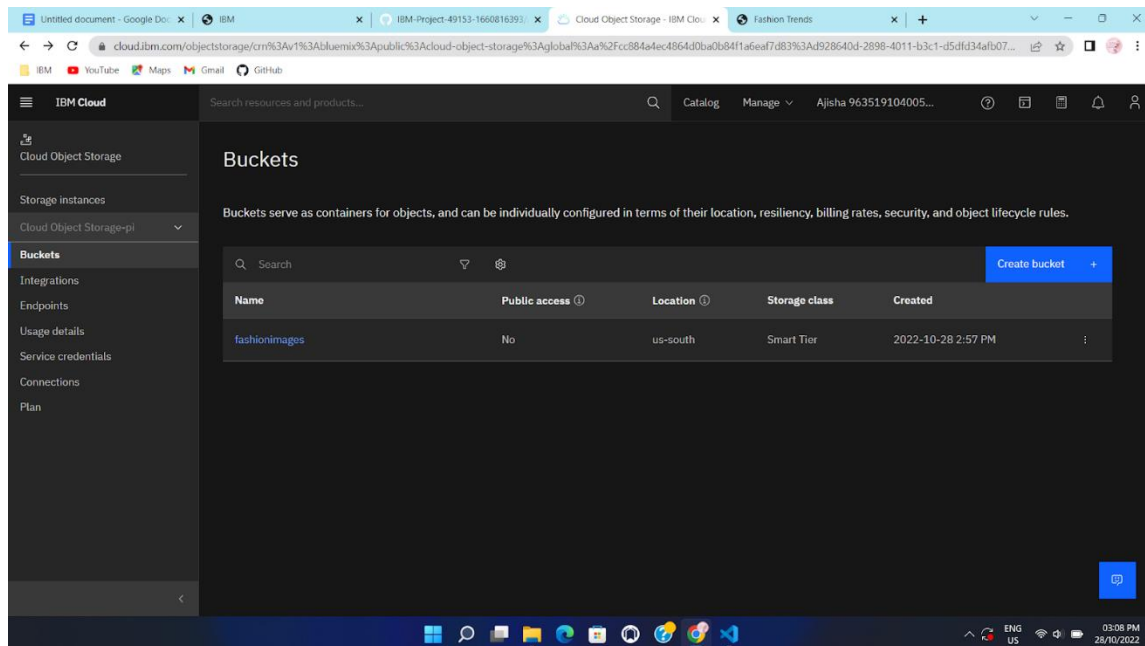 Untitled document - Google Doc
IBM
IBM-Project-49153-1660816393
Cloud Object Storage - IBM Clou
Fashion Trends
cloud.ibm.com/objectstorage/crn%3Av1%3Abluemix%3Apublic%3Acloud-object-storage%3Aglobal%3Aa%2Fcc884a4ec4864d0ba0b84f1a6eaf7d83%3Ad928640d-2898-4011-b3c1-d5dfd34afb07...
IBM YouTube Maps Gmail GitHub
IBM Cloud
Search resources and products...
Catalog
Manage
Ajisha 963519104005...
Cloud Object Storage
Storage instances
Cloud Object Storage-pi
Buckets
Integrations
Endpoints
Usage details
Service credentials
Connections
Plan
Buckets
Buckets serve as containers for objects, and can be individually configured in terms of their location, resiliency, billing rates, security, and object lifecycle rules.
Search
Create bucket +
Name Public access Location Storage class Created
fashionimages No us-south Smart Tier 2022-10-28 2:57 PM
ENG
US
03:08 PM
28/10/2022